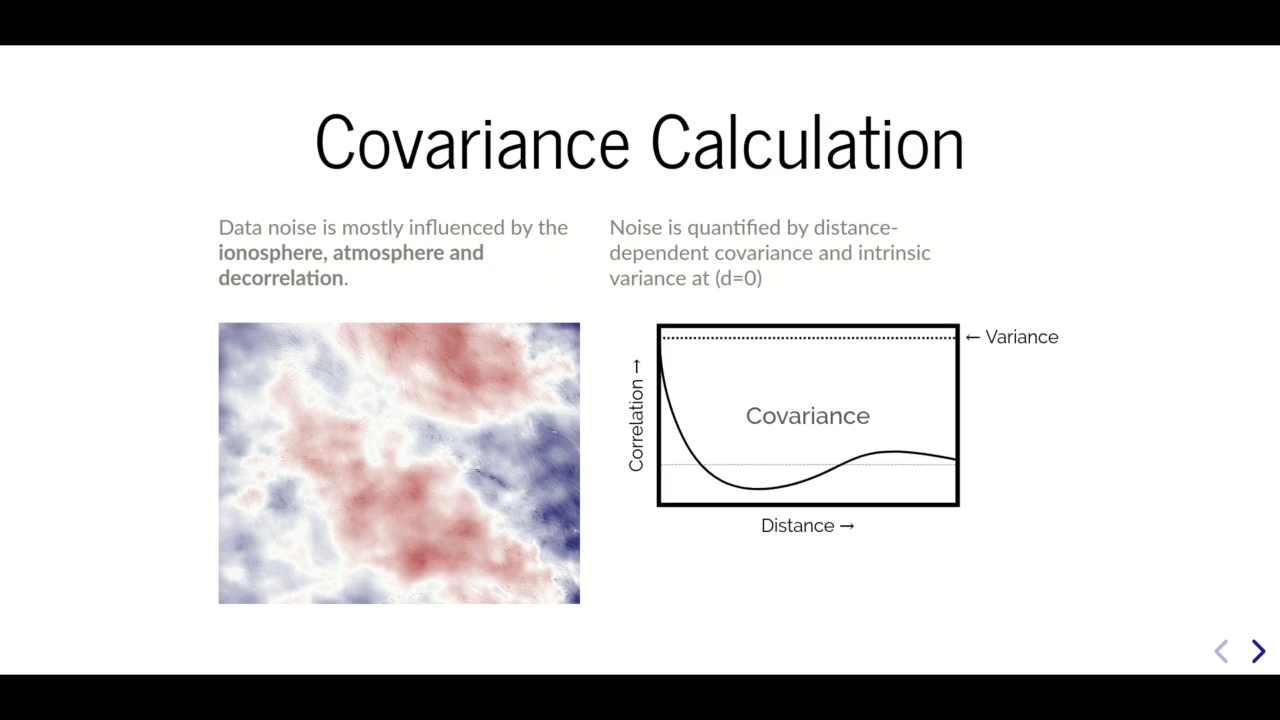 Covariance Calculation
Data noise is mostly influenced by the
ionosphere, atmosphere and
decorrelation.
Noise is quantified by distance-
dependent covariance and intrinsic
variance at (d=0)
← Variance
Correlation →
Covariance
Distance →